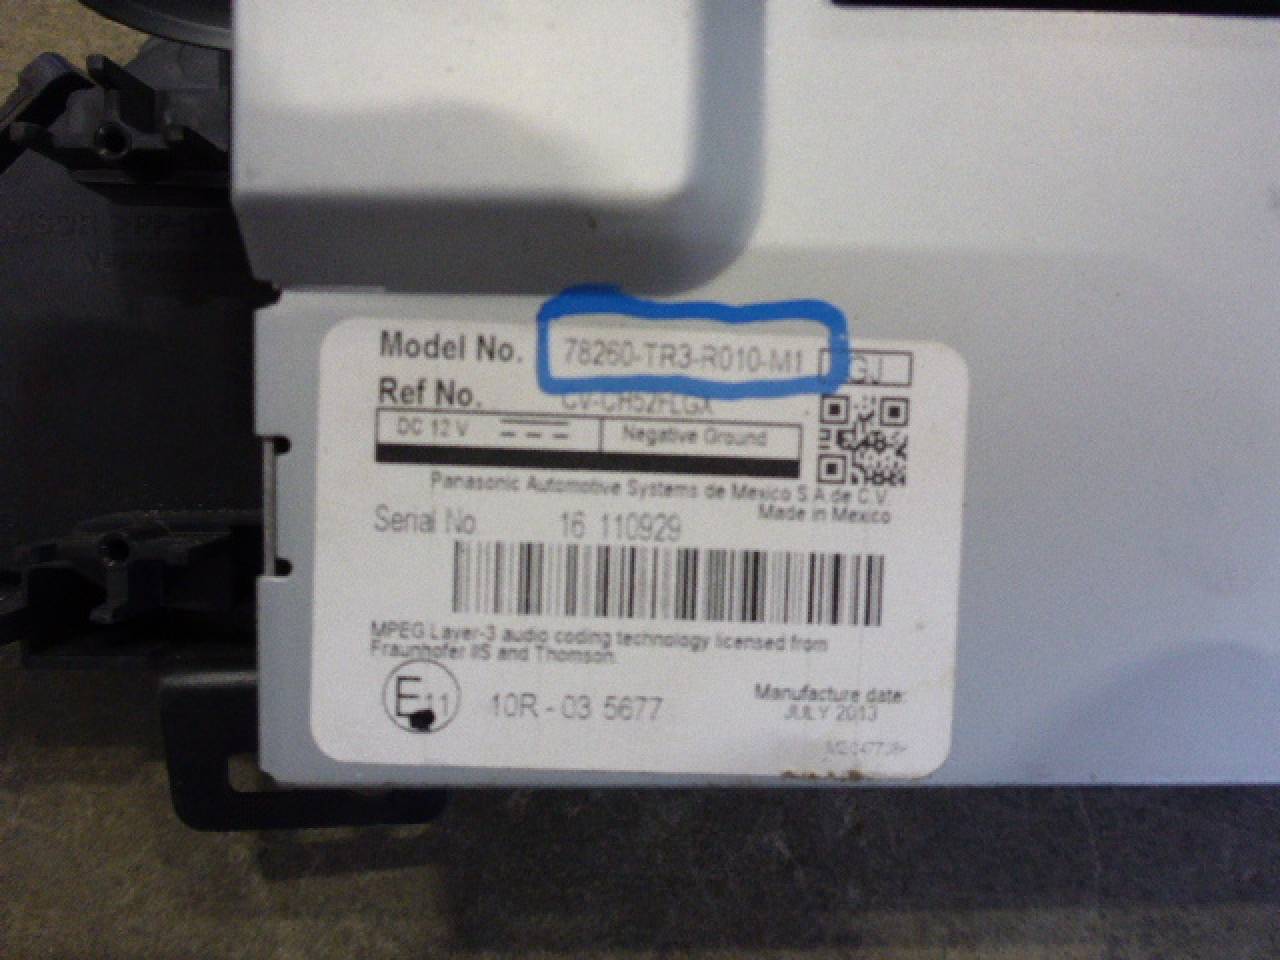 Model No. 78260-TR3-R010-M1 GJ
Ref No. CV-CH52FLGX
DC 12 V Negative Ground
Panasonic Automotive Systems de Mexico S.A. de C.V.
Made in Mexico
Serial No. 16 110929
MPEG Layer-3 audio coding technology licensed from
Fraunhofer IIS and Thomson.
E11 10R - 03 5677
Manufacture date:
JULY 2013